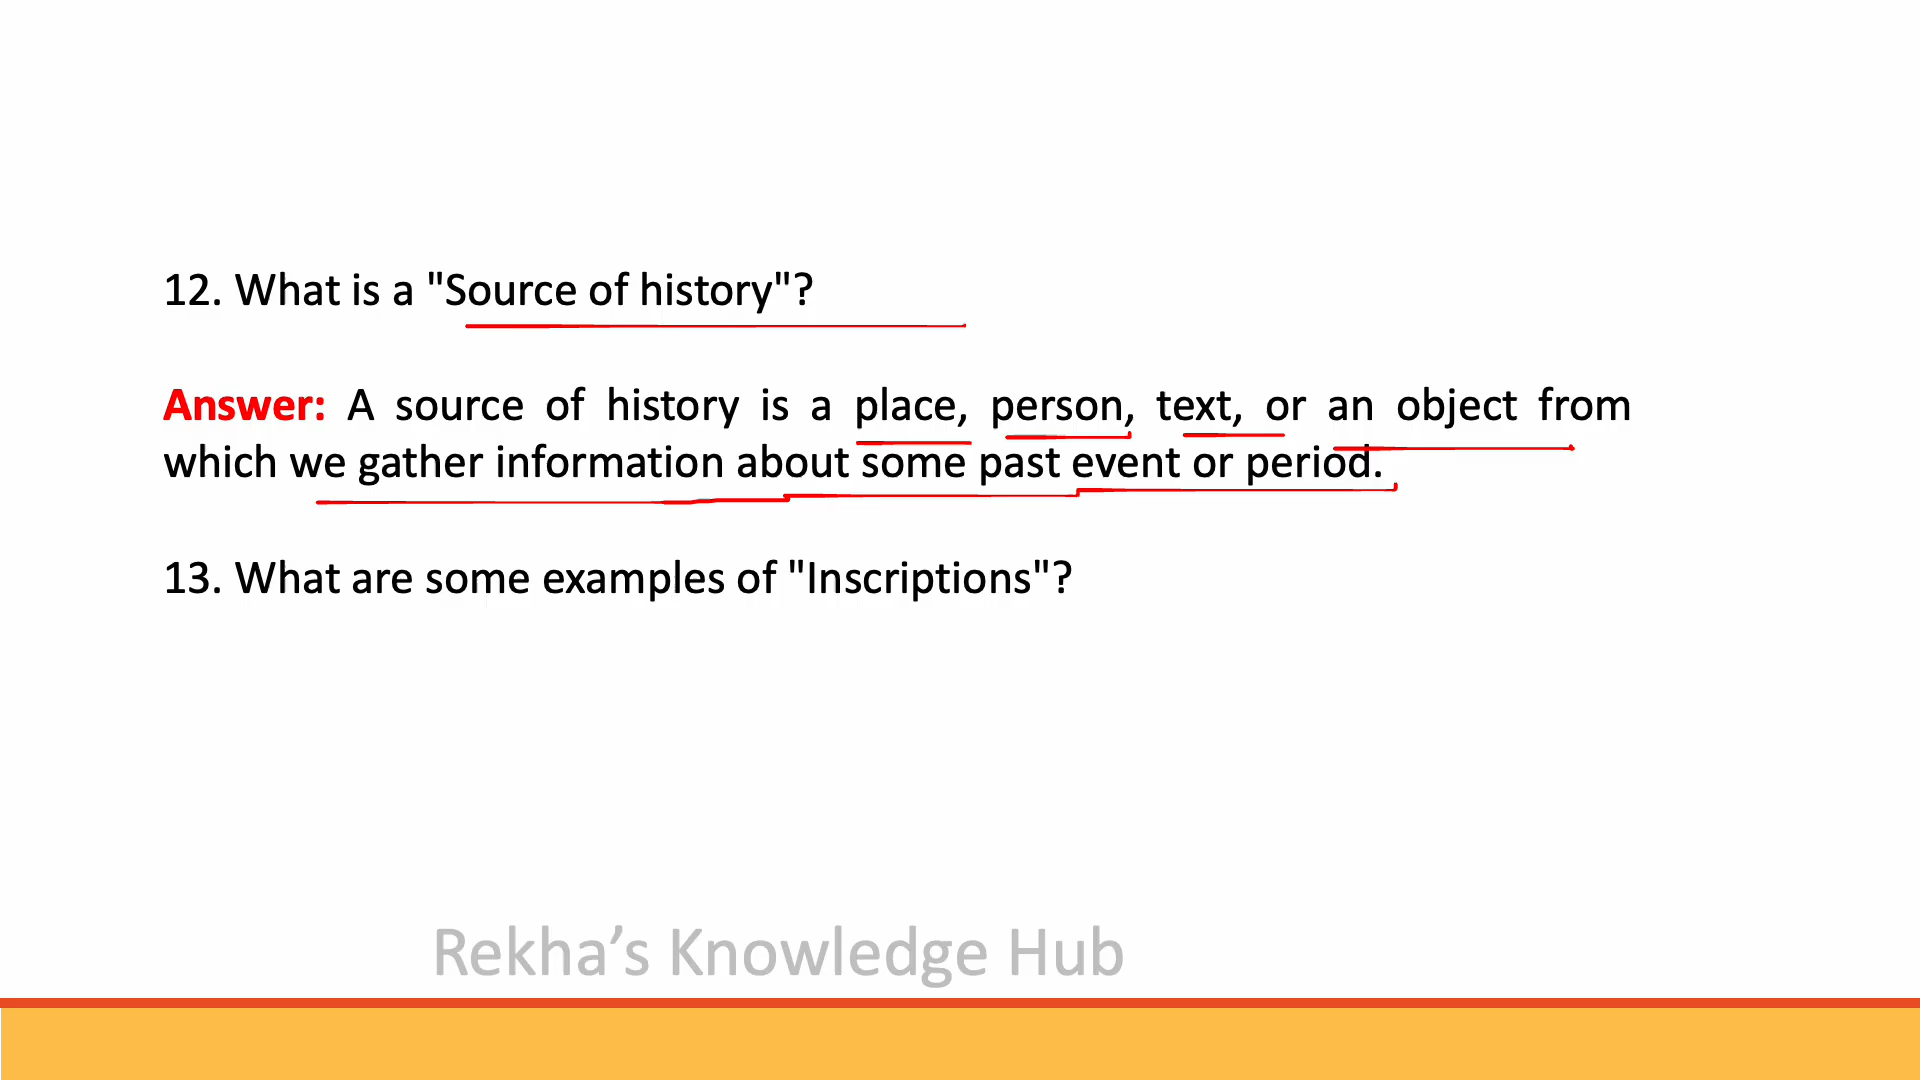 12. What is a "Source of history"?
Answer: A source of history is a place, person, text, or an object from
which we gather information about some past event or period.
13. What are some examples of "Inscriptions"?
Rekha’s Knowledge Hub